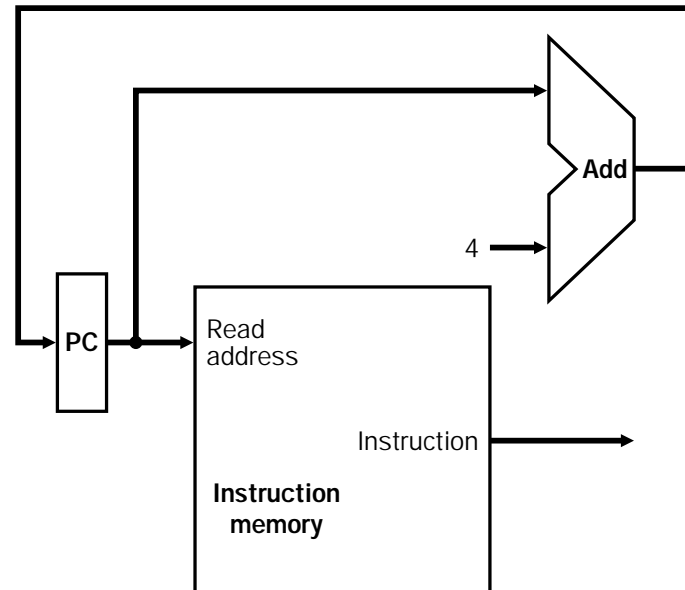 Add
4
PC
Read
address
Instruction
Instruction
memory